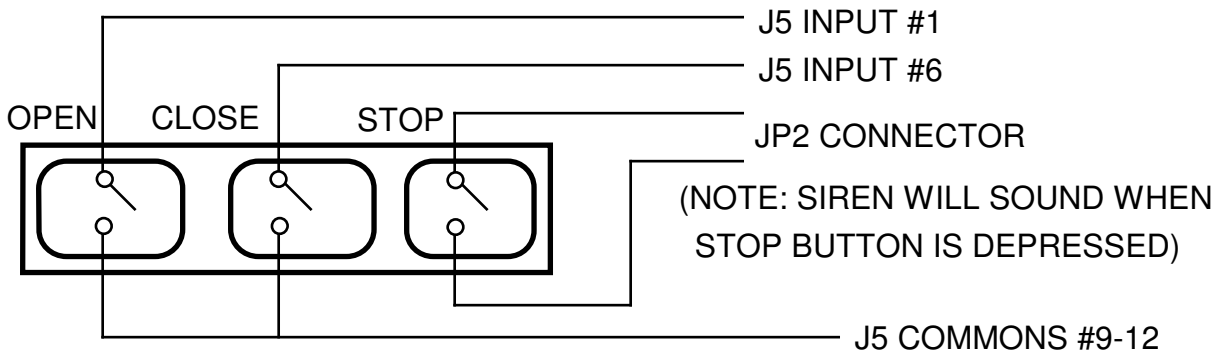 J5 INPUT #1
J5 INPUT #6
OPEN
CLOSE
STOP
JP2 CONNECTOR
(NOTE: SIREN WILL SOUND WHEN
STOP BUTTON IS DEPRESSED)
J5 COMMONS #9-12